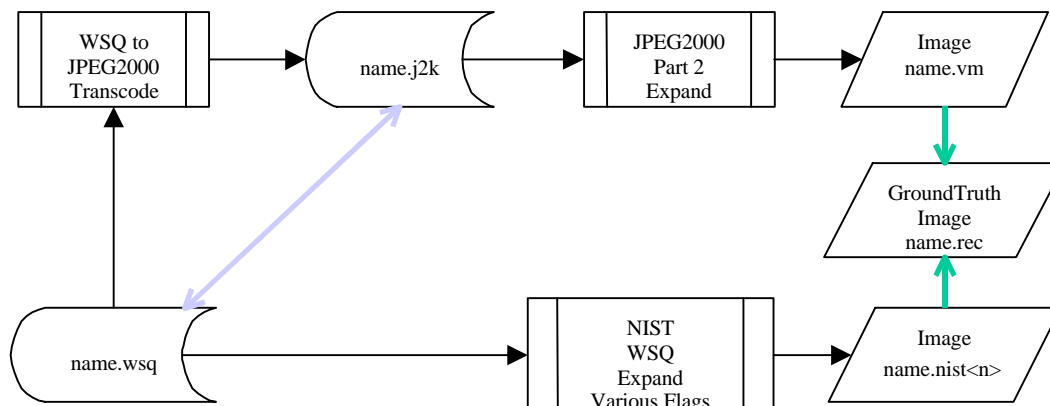 WSQ to
JPEG2000
Transcode
name.j2k
JPEG2000
Part 2
Expand
Image
name.vm
GroundTruth
Image
name.rec
name.wsq
NIST
WSQ
Expand
Various Flags
Image
name.nist<n>